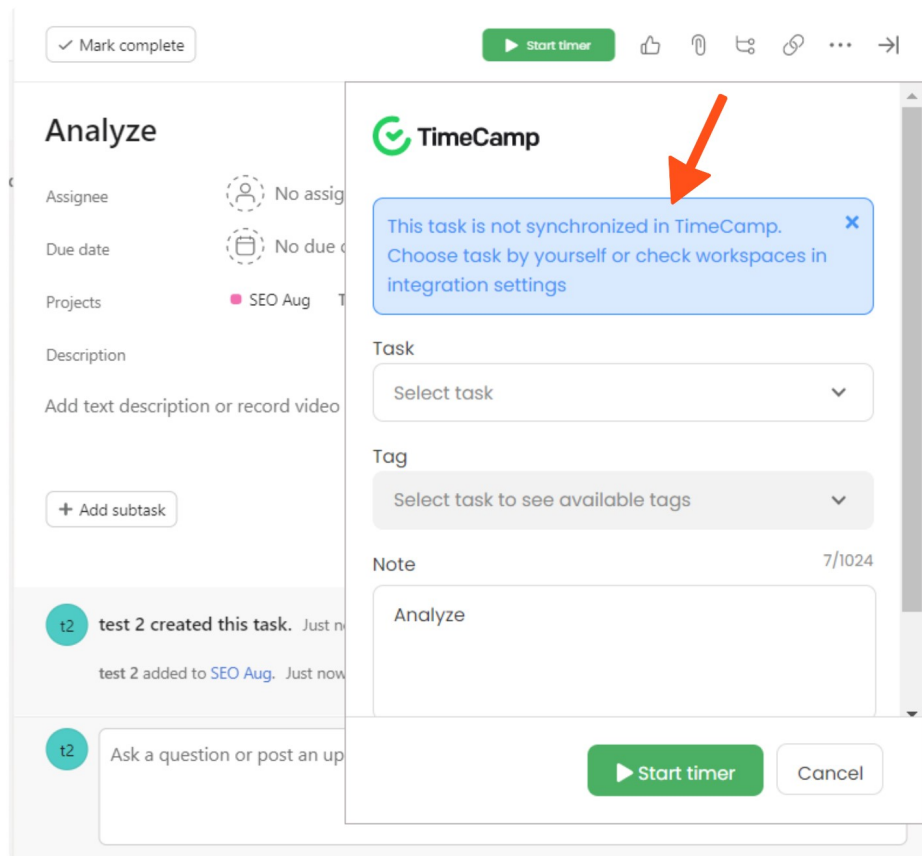 Mark complete
Start timer
Analyze
TimeCamp
Assignee
No assig
This task is not synchronized in TimeCamp.
Choose task by yourself or check workspaces in
integration settings
Due date
No due
Projects
SEO Aug
Description
Add text description or record video
Task
Select task
Tag
Select task to see available tags
+ Add subtask
Note
7/1024
Analyze
t2
test 2 created this task. Just n
test 2 added to SEO Aug. Just now
t2
Ask a question or post an up
Start timer
Cancel